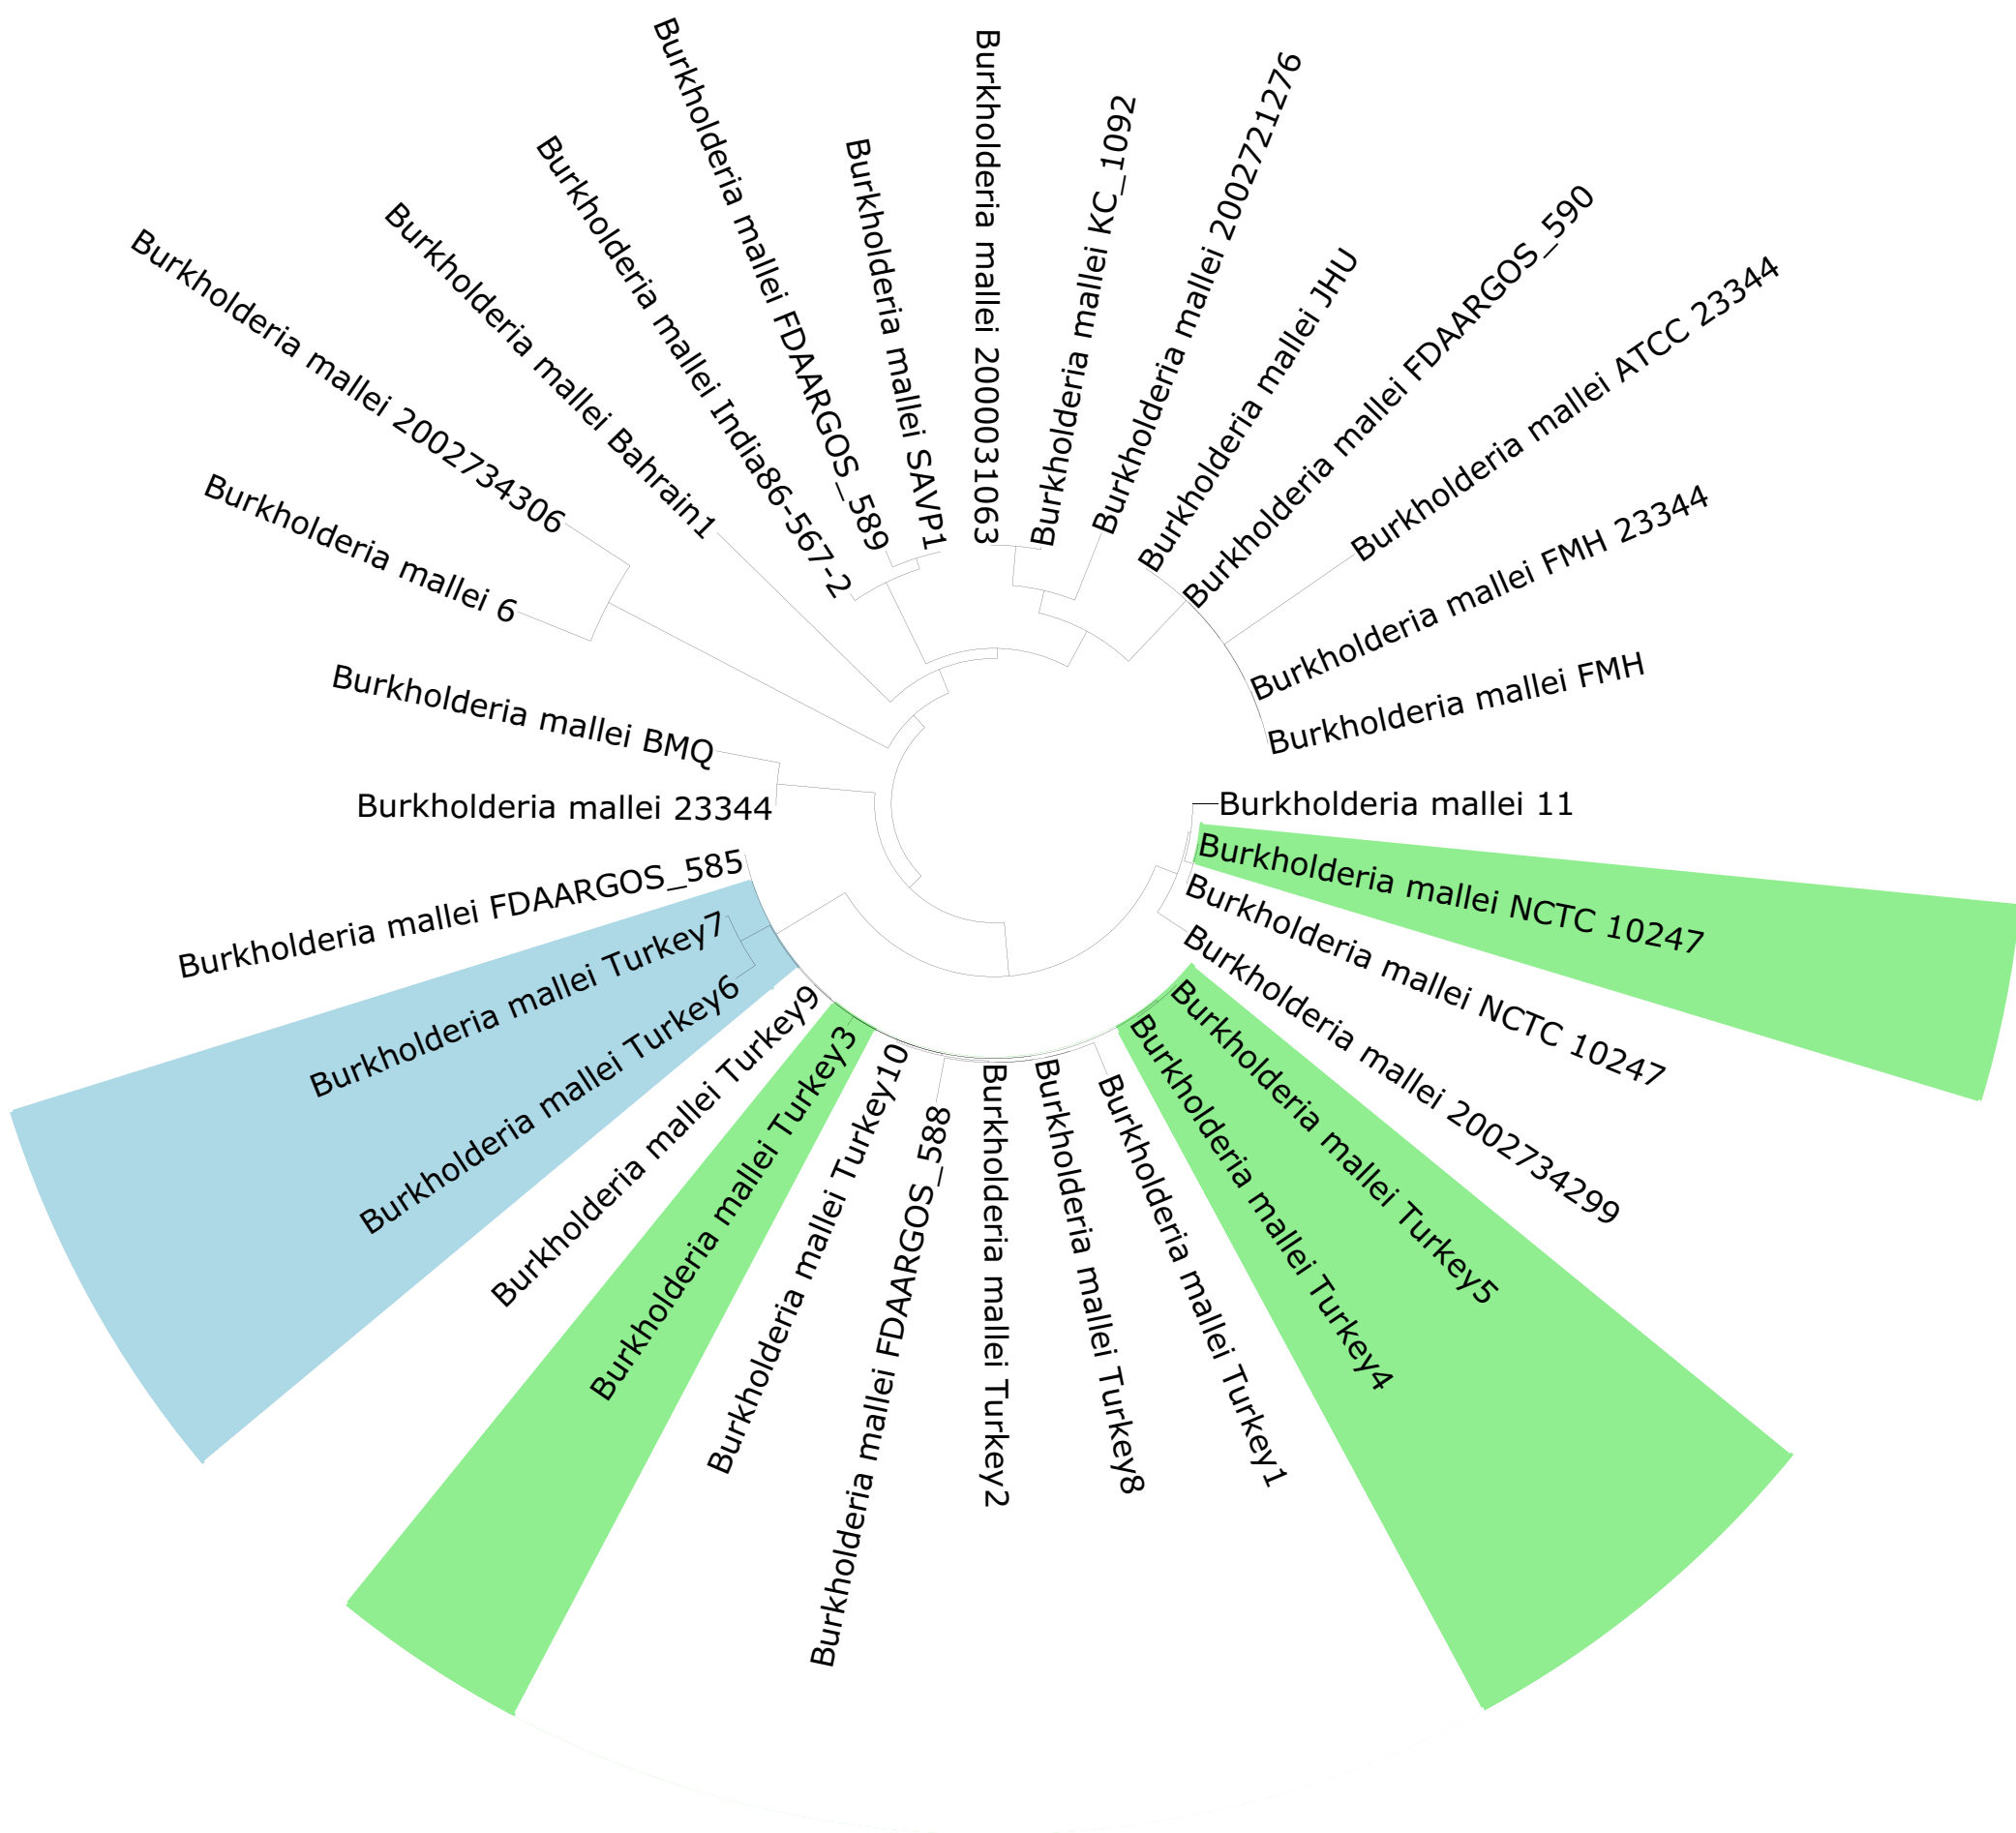 Burkholderia mallei FDAARGOS_589
Burkholderia mallei SAVP1
Burkholderia mallei 2000031063
Burkholderia mallei KC_1092
Burkholderia mallei 2002721276
Burkholderia mallei JHU
Burkholderia mallei FDAARGOS_590
Burkholderia mallei ATCC 23344
Burkholderia mallei FMH 23344
Burkholderia mallei FMH
Burkholderia mallei 11
Burkholderia mallei NCTC 10247
Burkholderia mallei NCTC 10247
Burkholderia mallei 2002734299
Burkholderia mallei Turkey5
Burkholderia mallei Turkey4
Burkholderia mallei Turkey1
Burkholderia mallei Turkey8
Burkholderia mallei Turkey2
Burkholderia mallei FDAARGOS_588
Burkholderia mallei Turkey10
Burkholderia mallei Turkey3
Burkholderia mallei Turkey9
Burkholderia mallei Turkey6
Burkholderia mallei Turkey7
Burkholderia mallei FDAARGOS_585
Burkholderia mallei 23344
Burkholderia mallei BMQ
Burkholderia mallei 6
Burkholderia mallei 2002734306
Burkholderia mallei Bahrain1
Burkholderia mallei India86-567-2